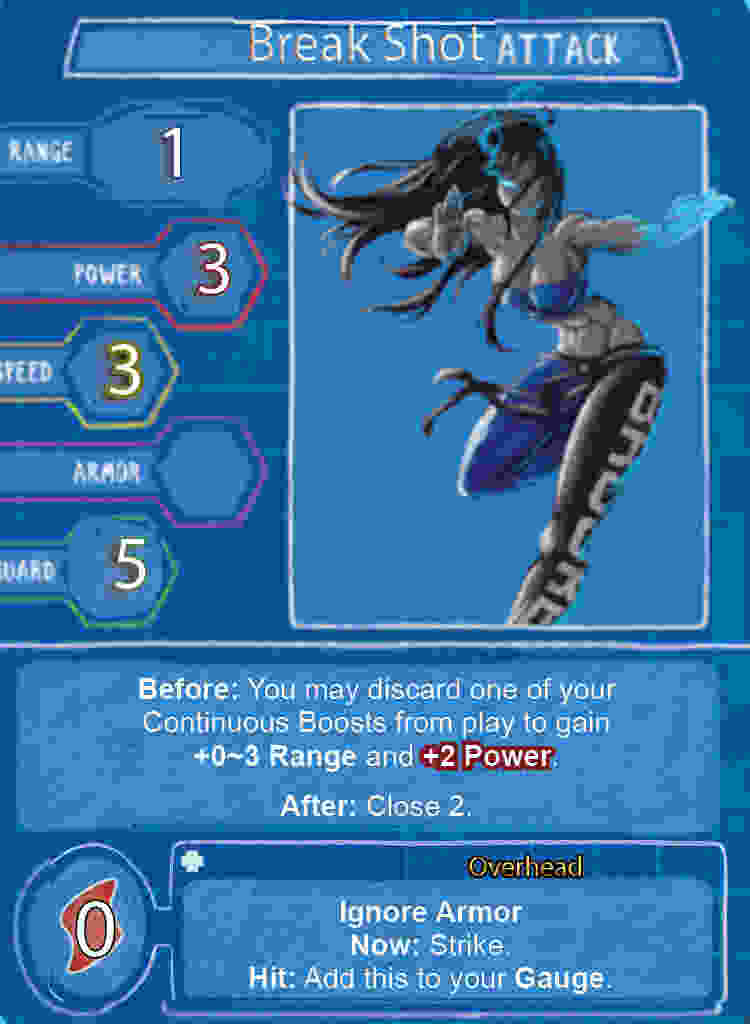 Break Shot ATTACK
RANGE 1
POWER 3
SPEED 3
ARMOR
GUARD 5
Before: You may discard one of your
Continuous Boosts from play to gain
+0~3 Range and +2 Power.
After: Close 2.
Overhead
0
Ignore Armor
Now: Strike.
Hit: Add this to your Gauge.